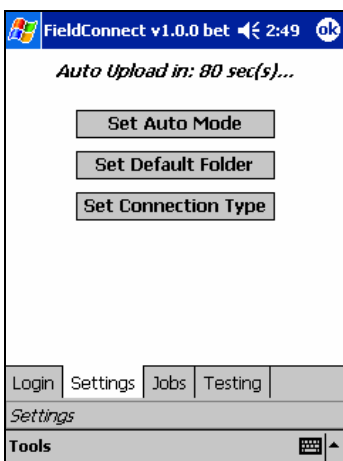 FieldConnect v1.0.0 bet 2:49 ok
Auto Upload in: 80 sec(s)...
Set Auto Mode
Set Default Folder
Set Connection Type
Login Settings Jobs Testing
Settings
Tools